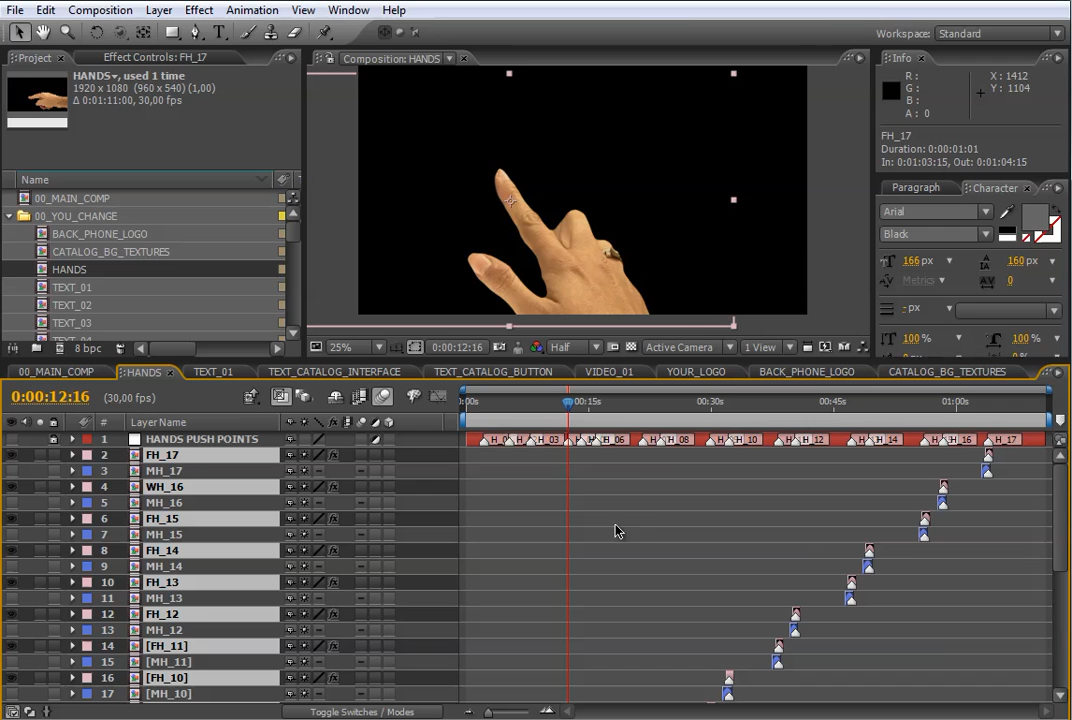 File Edit Composition Layer Effect Animation View Window Help
Workspace: Standard
Project Effect Controls: FH_17
Composition: HANDS
Info
HANDS, used 1 time
1920 x 1080 (960 x 540) (1,00)
Δ 0:01:11:00, 30,00 fps
R :
G :
B :
A : 0
X : 1412
Y : 1104
FH_17
Duration: 0:00:01:01
In: 0:01:03:15, Out: 0:01:04:15
Name
00_MAIN_COMP
00_YOU_CHANGE
BACK_PHONE_LOGO
CATALOG_BG_TEXTURES
HANDS
TEXT_01
TEXT_02
TEXT_03
8 bpc
Paragraph Character
Arial
Black
166 px 160 px
Metrics 0
- px
100 % 100 %
25% 0:00:12:16 Half Active Camera 1 View
00_MAIN_COMP HANDS TEXT_01 TEXT_CATALOG_INTERFACE TEXT_CATALOG_BUTTON VIDEO_01 YOUR_LOGO BACK_PHONE_LOGO CATALOG_BG_TEXTURES
0:00:12:16 (30,00 fps)
:00s 00:15s 00:30s 00:45s 01:00s
# Layer Name
1 HANDS PUSH POINTS
H_0 H_ H_03 H_06 H_08 H_10 H_12 H_14 H_16 H_17
2 FH_17
3 MH_17
4 WH_16
5 MH_16
6 FH_15
7 MH_15
8 FH_14
9 MH_14
10 FH_13
11 MH_13
12 FH_12
13 MH_12
14 [FH_11]
15 [MH_11]
16 [FH_10]
17 [MH_10]
Toggle Switches / Modes